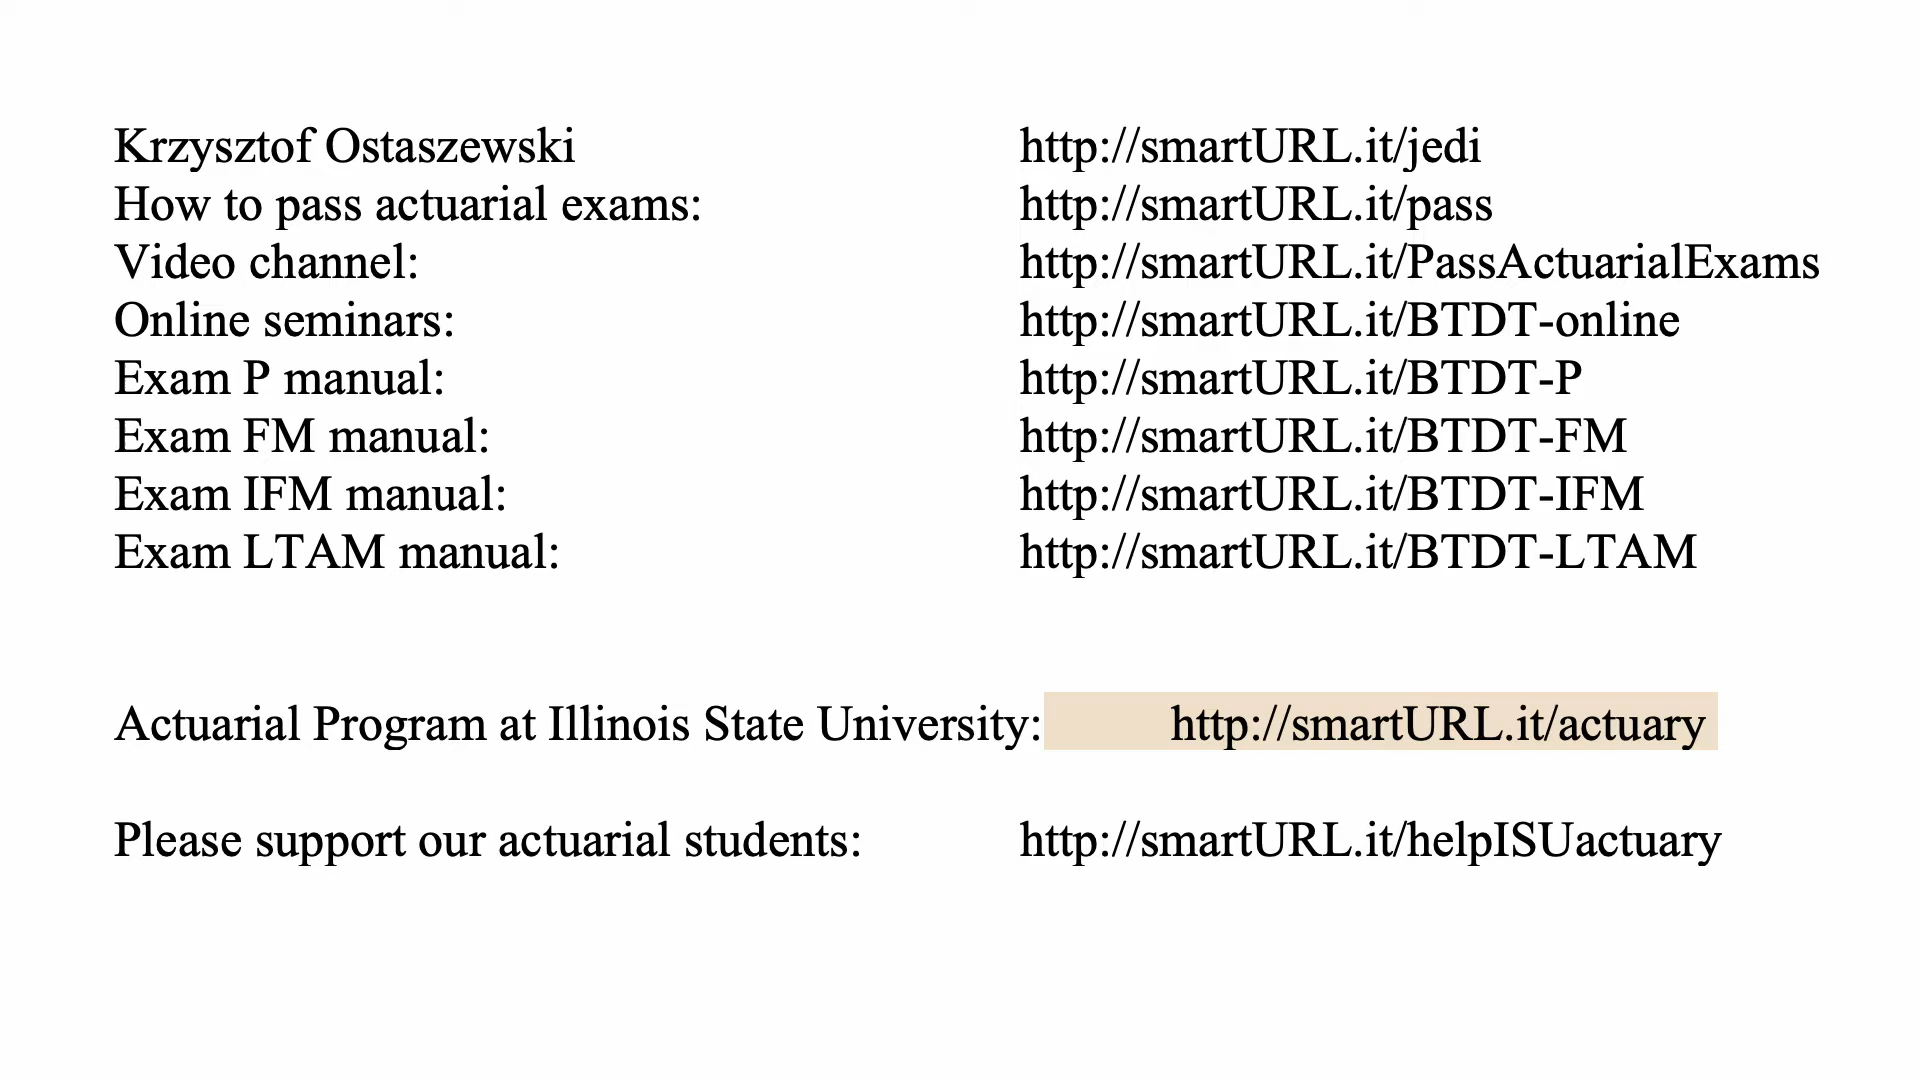 Krzysztof Ostaszewski http://smartURL.it/jedi
How to pass actuarial exams: http://smartURL.it/pass
Video channel: http://smartURL.it/PassActuarialExams
Online seminars: http://smartURL.it/BTDT-online
Exam P manual: http://smartURL.it/BTDT-P
Exam FM manual: http://smartURL.it/BTDT-FM
Exam IFM manual: http://smartURL.it/BTDT-IFM
Exam LTAM manual: http://smartURL.it/BTDT-LTAM
Actuarial Program at Illinois State University: http://smartURL.it/actuary
Please support our actuarial students: http://smartURL.it/helpISUactuary